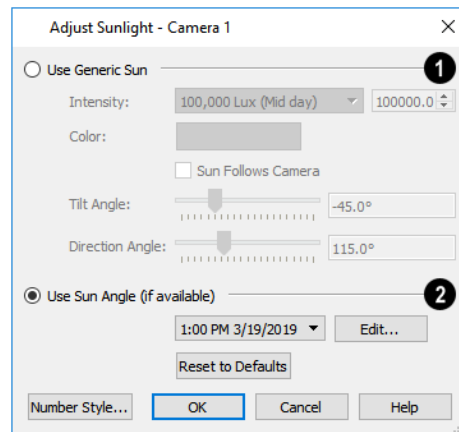 Adjust Sunlight - Camera 1
Use Generic Sun
1
Intensity: 100,000 Lux (Mid day) 100000.0
Color:
Sun Follows Camera
Tilt Angle: -45.0°
Direction Angle: 115.0°
Use Sun Angle (if available)
2
1:00 PM 3/19/2019 Edit...
Reset to Defaults
Number Style... OK Cancel Help